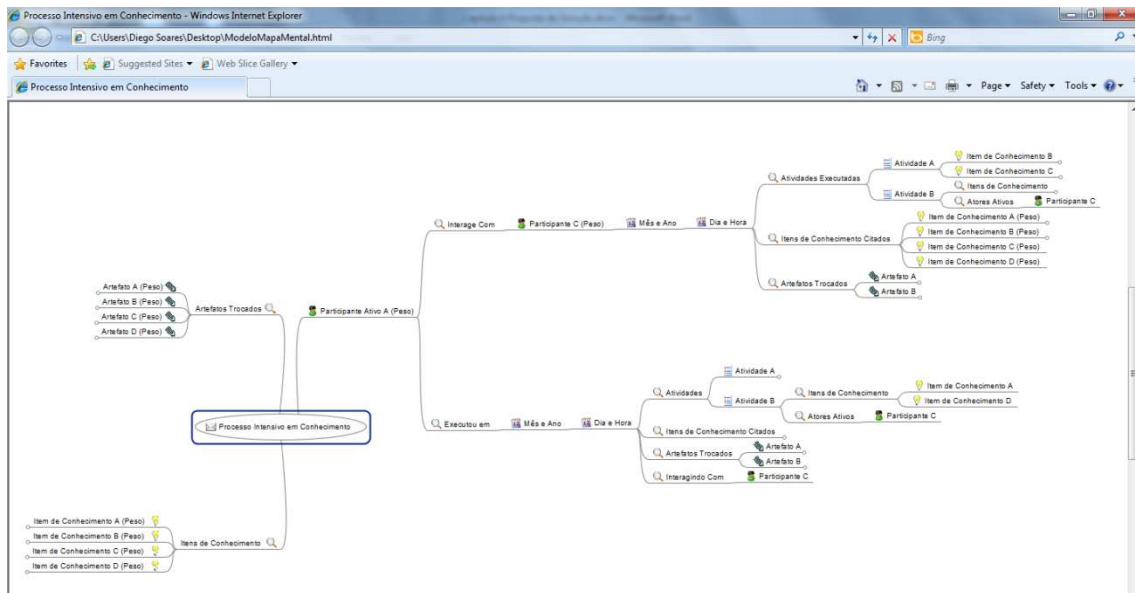 Processo Intensivo em Conhecimento - Windows Internet Explorer
C:\Users\Diego Soares\Desktop\ModeloMapaMental.html
Bing
Favorites
Suggested Sites
Web Slice Gallery
Processo Intensivo em Conhecimento
Page
Safety
Tools
Artefato A (Peso)
Artefato B (Peso)
Artefato C (Peso)
Artefato D (Peso)
Artefatos Trocados
Processo Intensivo em Conhecimento
Item de Conhecimento A (Peso)
Item de Conhecimento B (Peso)
Item de Conhecimento C (Peso)
Item de Conhecimento D (Peso)
Itens de Conhecimento
Participante Ativo A (Peso)
Interage Com
Participante C (Peso)
Mês e Ano
Dia e Hora
Atividades Executadas
Atividade A
Item de Conhecimento B
Item de Conhecimento C
Atividade B
Itens de Conhecimento
Atores Ativos
Participante C
Itens de Conhecimento Citados
Item de Conhecimento A (Peso)
Item de Conhecimento B (Peso)
Item de Conhecimento C (Peso)
Item de Conhecimento D (Peso)
Artefatos Trocados
Artefato A
Artefato B
Executou em
Mês e Ano
Dia e Hora
Atividades
Atividade A
Atividade B
Itens de Conhecimento
Item de Conhecimento A
Item de Conhecimento D
Atores Ativos
Participante C
Itens de Conhecimento Citados
Artefatos Trocados
Artefato A
Artefato B
Interagindo Com
Participante C